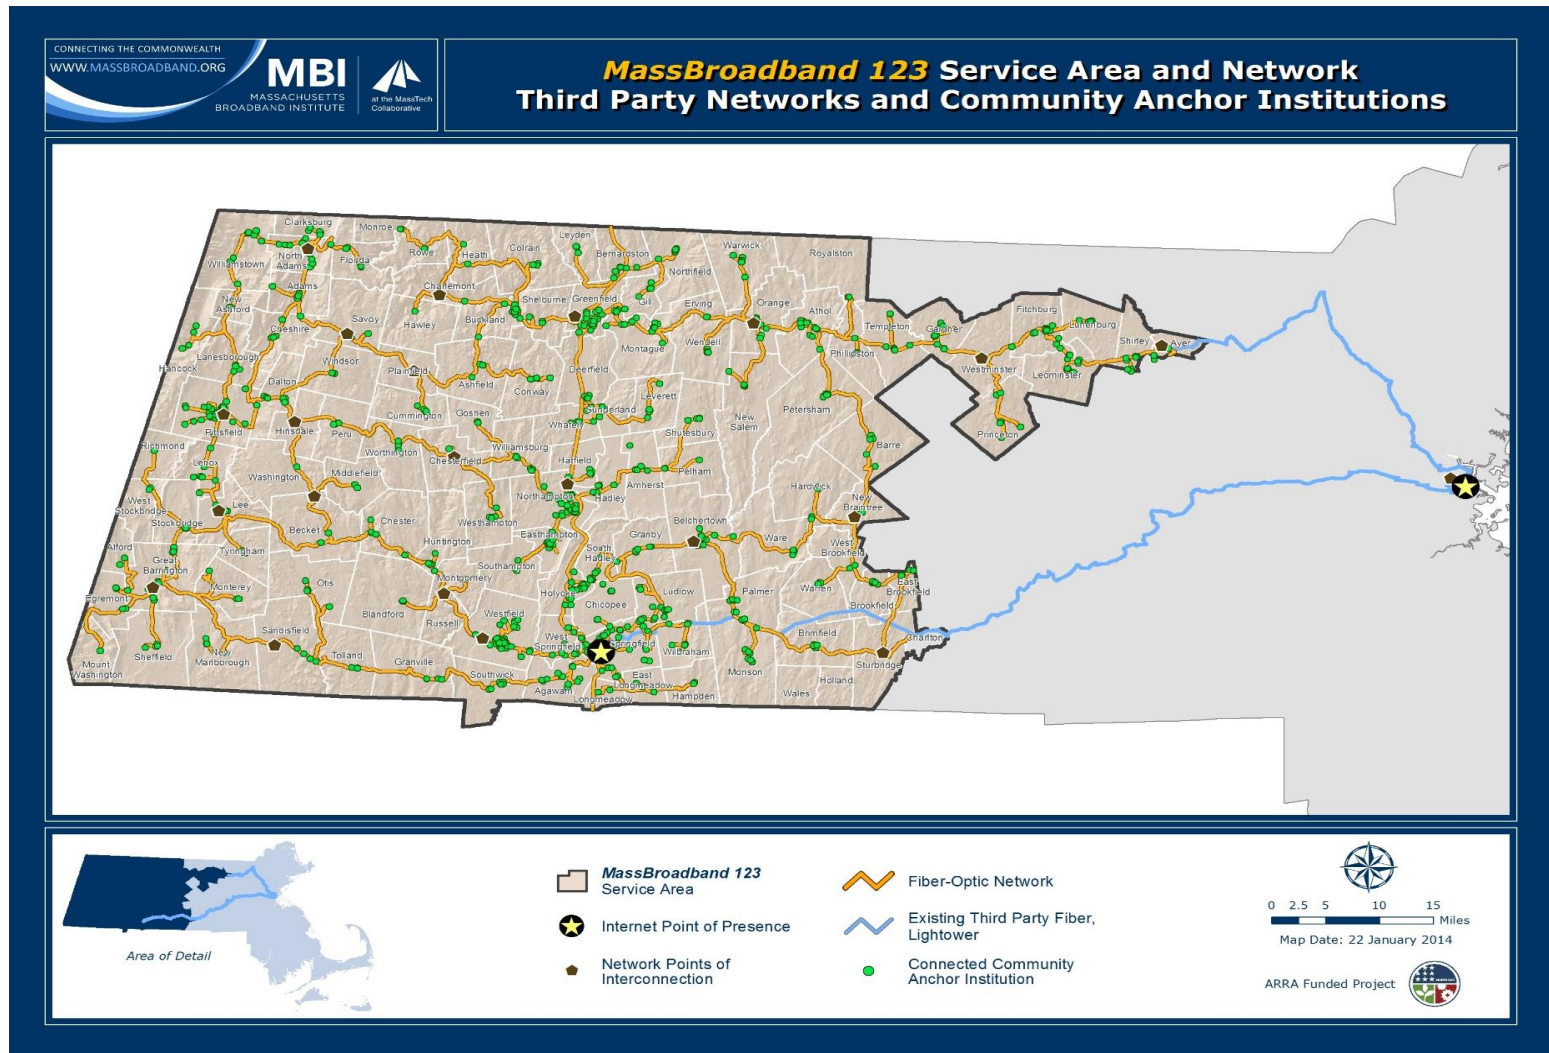 CONNECTING THE COMMONWEALTH
WWW.MASSBROADBAND.ORG
MBI
MASSACHUSETTS
BROADBAND INSTITUTE
at the MassTech
Collaborative
MassBroadband 123 Service Area and Network
Third Party Networks and Community Anchor Institutions
Clarksburg
Monroe
Leyden
Colrain
Rowe
Heath
Bernardston
Warwick
Royalston
North
Adams
Florida
Williamstown
Northfield
Adams
Charlemont
New
Ashford
Shelburne
Greenfield
Gill
Erving
Orange
Athol
Fitchburg
Cheshire
Savoy
Hawley
Buckland
Templeton
Gardner
Lunenburg
Montague
Wendell
Phillipston
Shirley
Ayer
Lanesborough
Hancock
Windsor
Plainfield
Deerfield
Westminster
Leominster
Dalton
Ashfield
Conway
Leverett
Cummington
Goshen
Sunderland
New
Salem
Petersham
Pittsfield
Hinsdale
Peru
Whately
Shutesbury
Princeton
Richmond
Worthington
Williamsburg
Barre
Lenox
Chesterfield
Hatfield
Pelham
Washington
Middlefield
Amherst
Hardwick
West
Stockbridge
Northampton
Hadley
New
Braintree
Stockbridge
Lee
Westhampton
Chester
Belchertown
Becket
Easthampton
Granby
Ware
Alford
Tyringham
Huntington
South
Hadley
West
Brookfield
Great
Barrington
Southampton
Montgomery
Otis
Monterey
Egremont
Holyoke
Ludlow
Palmer
Warren
East
Brookfield
Blandford
Chicopee
Brookfield
Russell
Westfield
Sandisfield
West
Springfield
Springfield
Brimfield
Charlton
Mount
Washington
Sheffield
New
Marlborough
Tolland
Granville
Wilbraham
Sturbridge
Southwick
Monson
East
Longmeadow
Holland
Agawam
Longmeadow
Hampden
Wales
Area of Detail
MassBroadband 123
Service Area
Internet Point of Presence
Network Points of
Interconnection
Fiber-Optic Network
Existing Third Party Fiber,
Lightower
Connected Community
Anchor Institution
0 2.5 5 10 15
Miles
Map Date: 22 January 2014
ARRA Funded Project